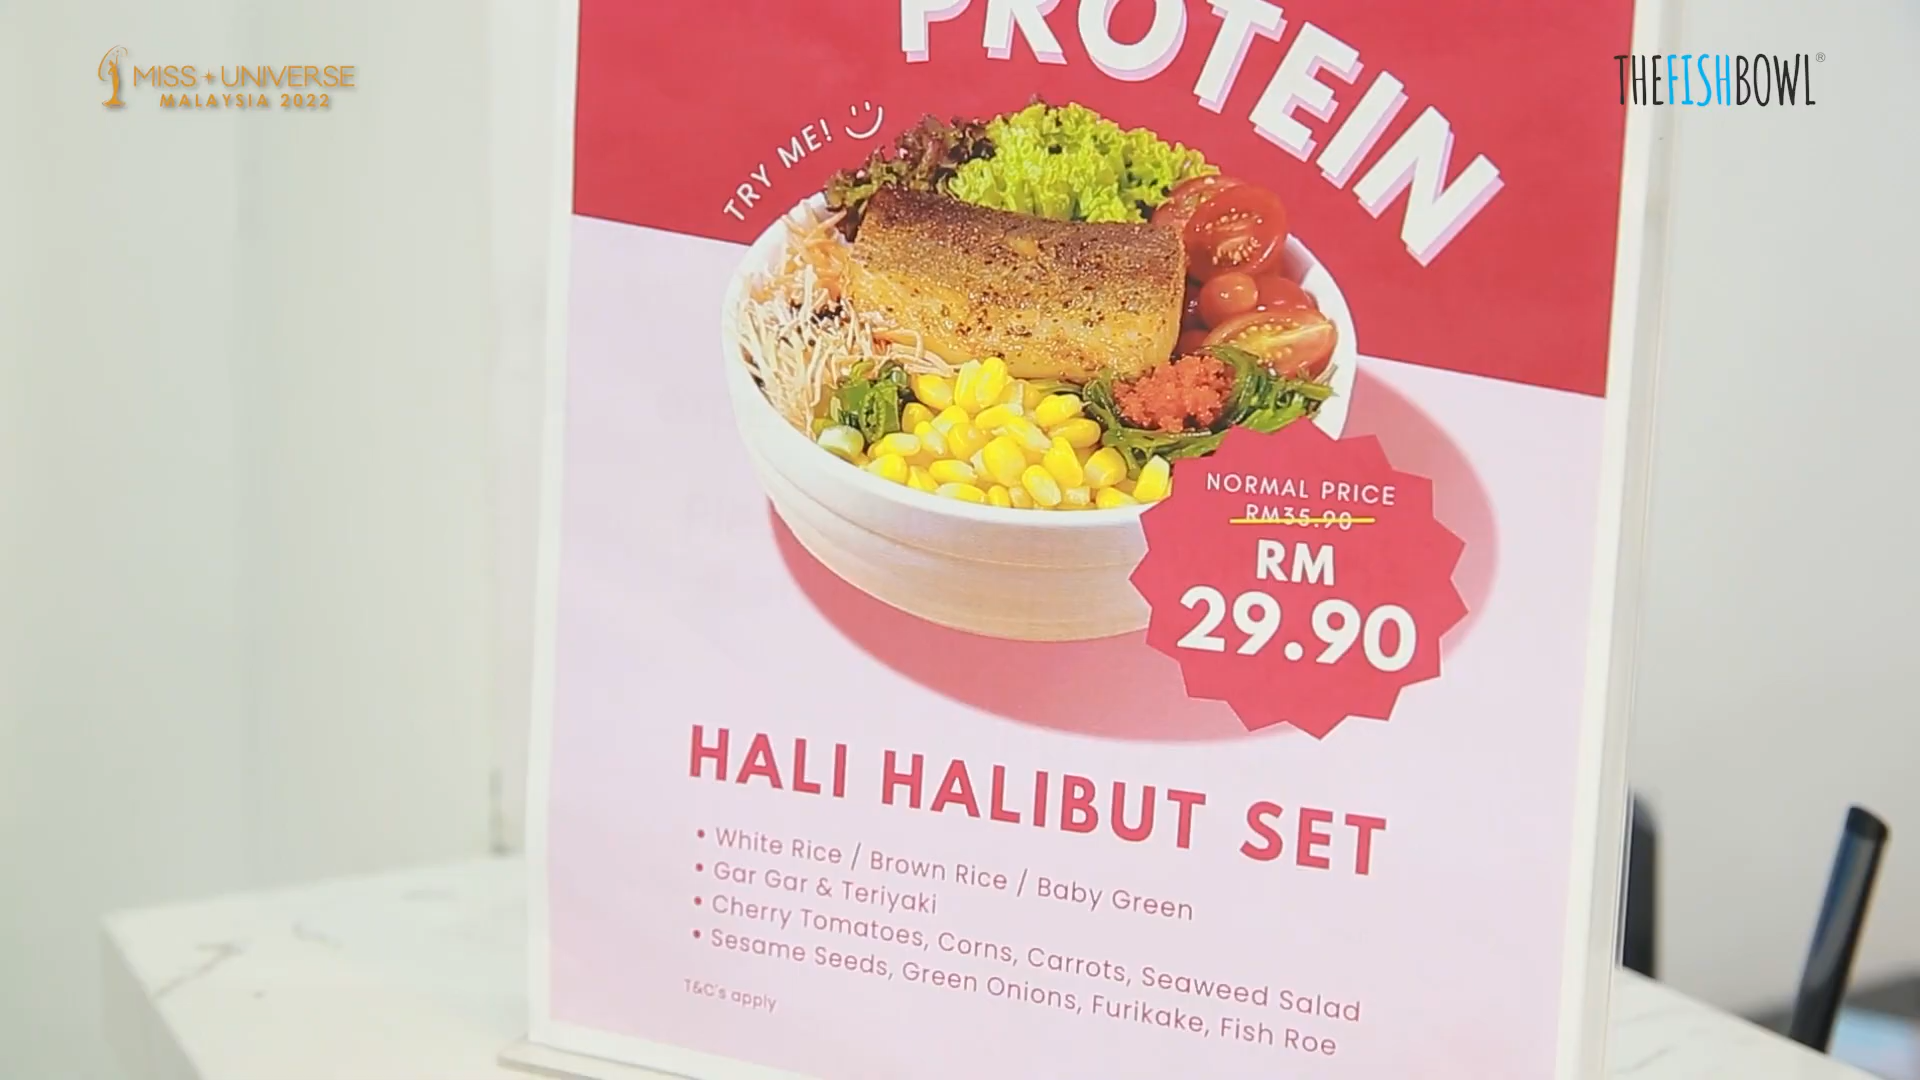 MISS UNIVERSE
MALAYSIA 2022
THEFISHBOWL®
PROTEIN
TRY ME!
NORMAL PRICE
RM35.90
RM
29.90
HALI HALIBUT SET
• White Rice / Brown Rice / Baby Green
• Gar Gar & Teriyaki
• Cherry Tomatoes, Corns, Carrots, Seaweed Salad
• Sesame Seeds, Green Onions, Furikake, Fish Roe
T&C's apply